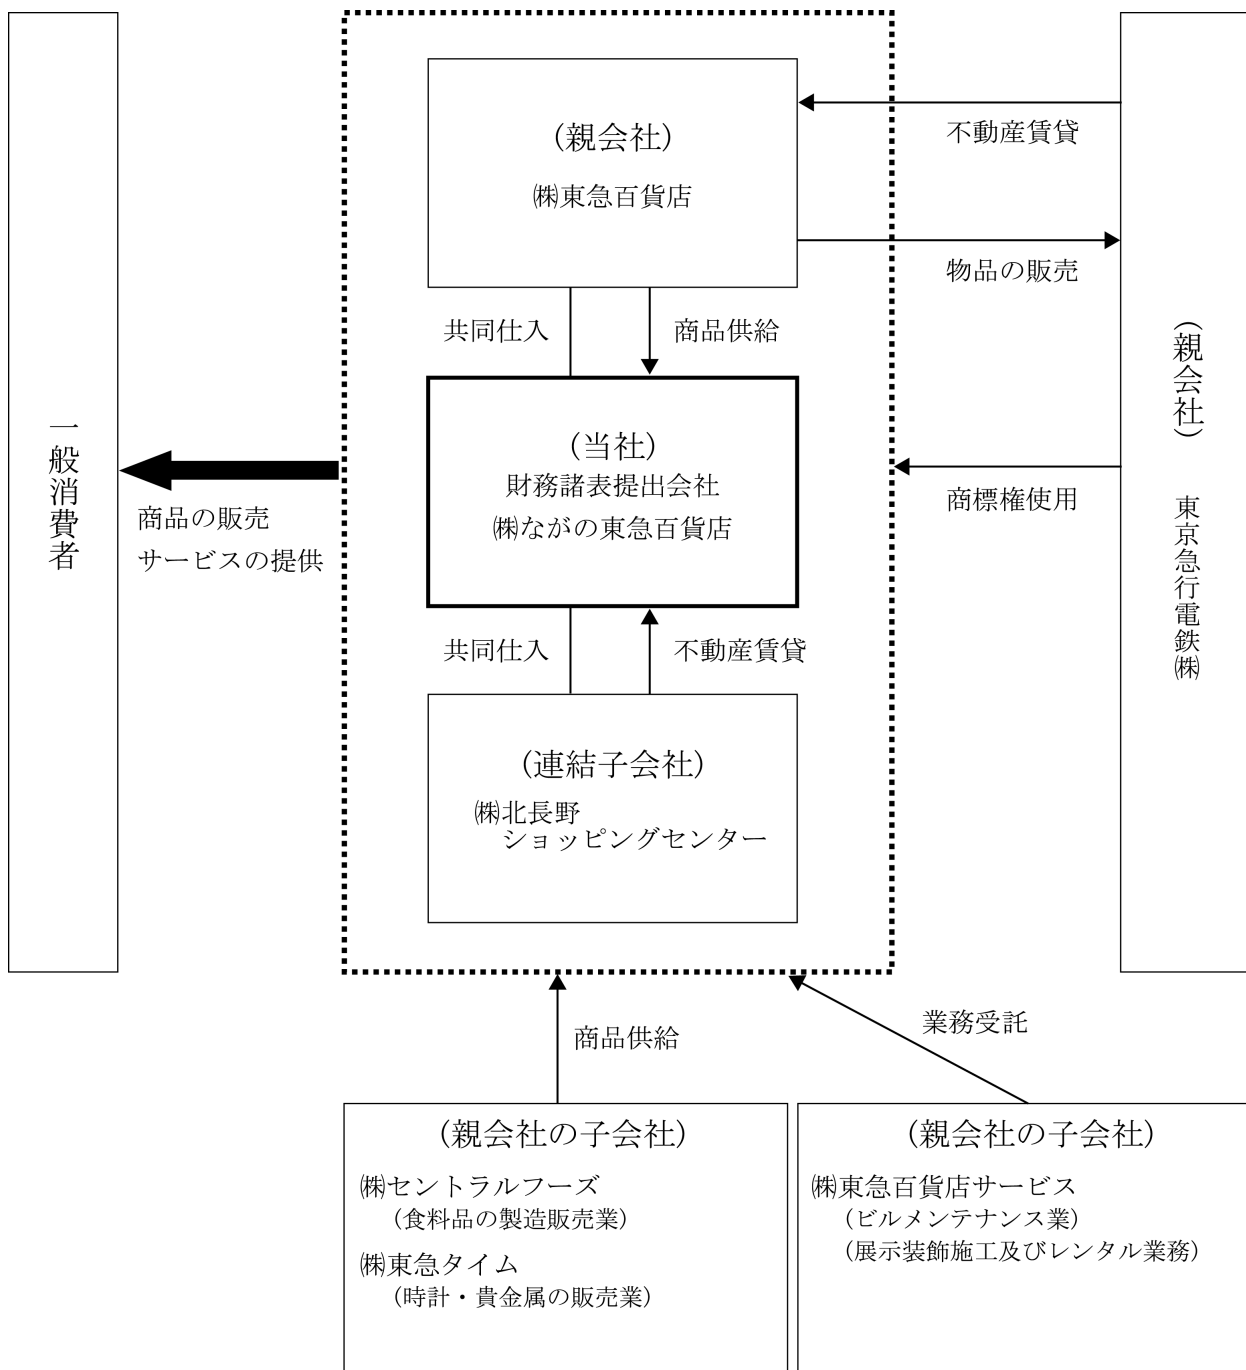 (親会社)
㈱東急百貨店
不動産賃貸
物品の販売
共同仕入
商品供給
(当社)
財務諸表提出会社
㈱ながの東急百貨店
一般消費者
商品の販売
サービスの提供
商標権使用
(親会社) 東京急行電鉄㈱
共同仕入
不動産賃貸
(連結子会社)
㈱北長野
ショッピングセンター
商品供給
業務受託
(親会社の子会社)
㈱セントラルフーズ
(食料品の製造販売業)
㈱東急タイム
(時計・貴金属の販売業)
(親会社の子会社)
㈱東急百貨店サービス
(ビルメンテナンス業)
(展示装飾施工及びレンタル業務)